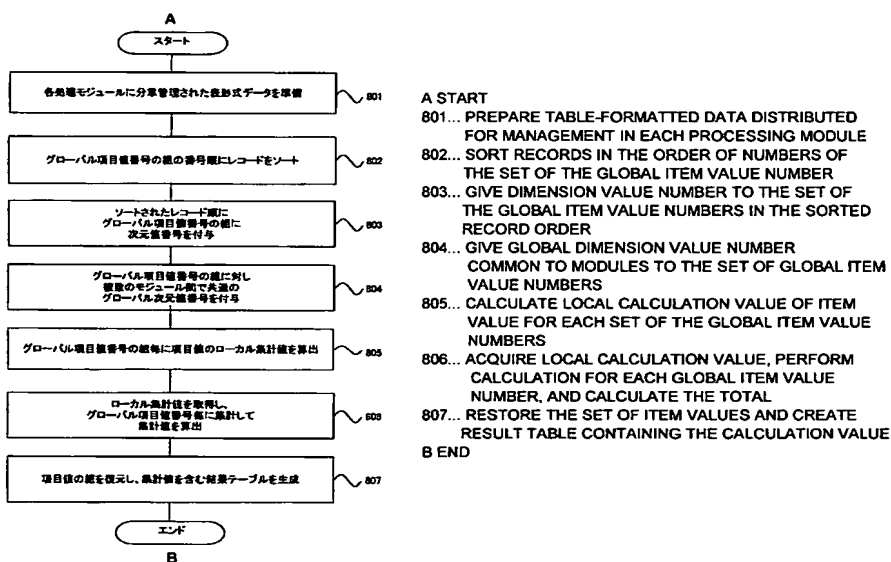 A
スタート
各処理モジュールに分掌管理された表形式データを準備
801
グローバル項目値番号の組の番号順にレコードをソート
802
ソートされたレコード順に
グローバル項目値番号の組に
次元値番号を付与
803
グローバル項目値番号の組に対し
複数のモジュール間で共通の
グローバル次元値番号を付与
804
グローバル項目値番号の組毎に項目値のローカル集計値を算出
805
ローカル集計値を取得し、
グローバル項目値番号毎に集計して
集計値を算出
806
項目値の組を復元し、集計値を含む結果テーブルを生成
807
エンド
B
A START
801... PREPARE TABLE-FORMATTED DATA DISTRIBUTED
FOR MANAGEMENT IN EACH PROCESSING MODULE
802... SORT RECORDS IN THE ORDER OF NUMBERS OF
THE SET OF THE GLOBAL ITEM VALUE NUMBER
803... GIVE DIMENSION VALUE NUMBER TO THE SET OF
THE GLOBAL ITEM VALUE NUMBERS IN THE SORTED
RECORD ORDER
804... GIVE GLOBAL DIMENSION VALUE NUMBER
COMMON TO MODULES TO THE SET OF GLOBAL ITEM
VALUE NUMBERS
805... CALCULATE LOCAL CALCULATION VALUE OF ITEM
VALUE FOR EACH SET OF THE GLOBAL ITEM VALUE
NUMBERS
806... ACQUIRE LOCAL CALCULATION VALUE, PERFORM
CALCULATION FOR EACH GLOBAL ITEM VALUE
NUMBER, AND CALCULATE THE TOTAL
807... RESTORE THE SET OF ITEM VALUES AND CREATE
RESULT TABLE CONTAINING THE CALCULATION VALUE
B END